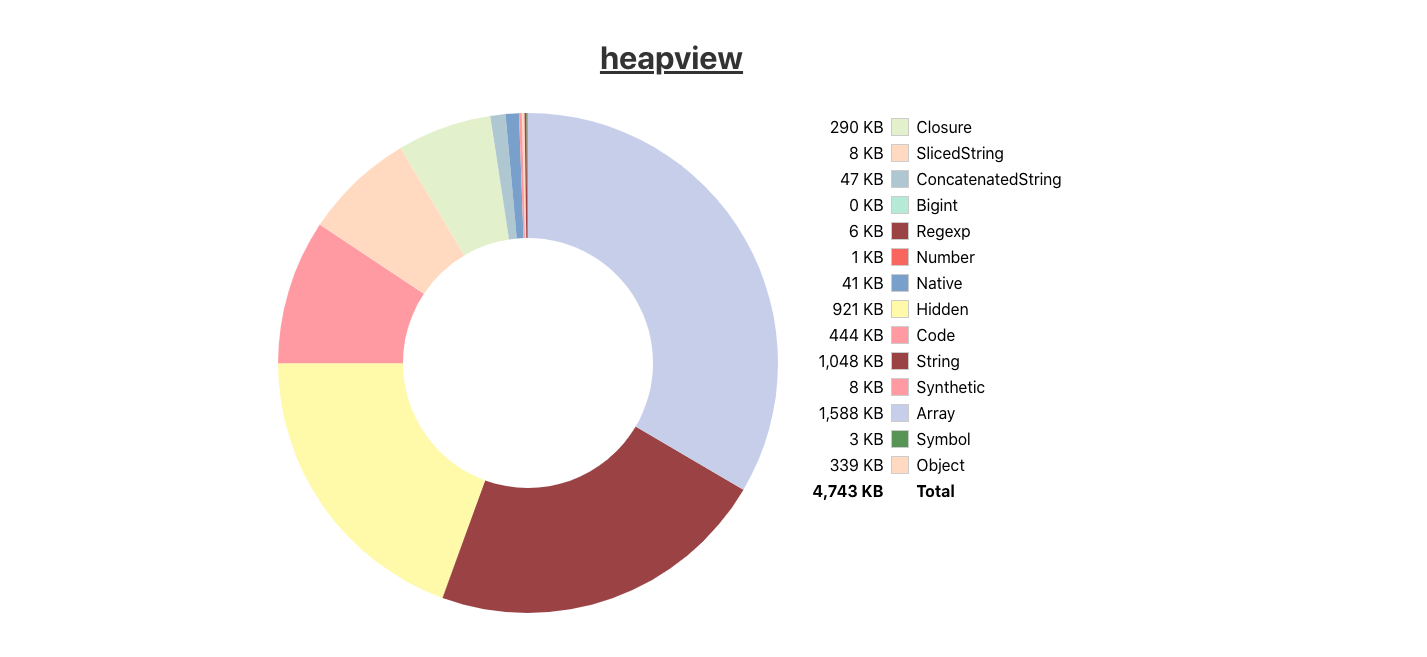 heapview
290 KB Closure
8 KB SlicedString
47 KB ConcatenatedString
0 KB Bigint
6 KB Regexp
1 KB Number
41 KB Native
921 KB Hidden
444 KB Code
1,048 KB String
8 KB Synthetic
1,588 KB Array
3 KB Symbol
339 KB Object
4,743 KB Total